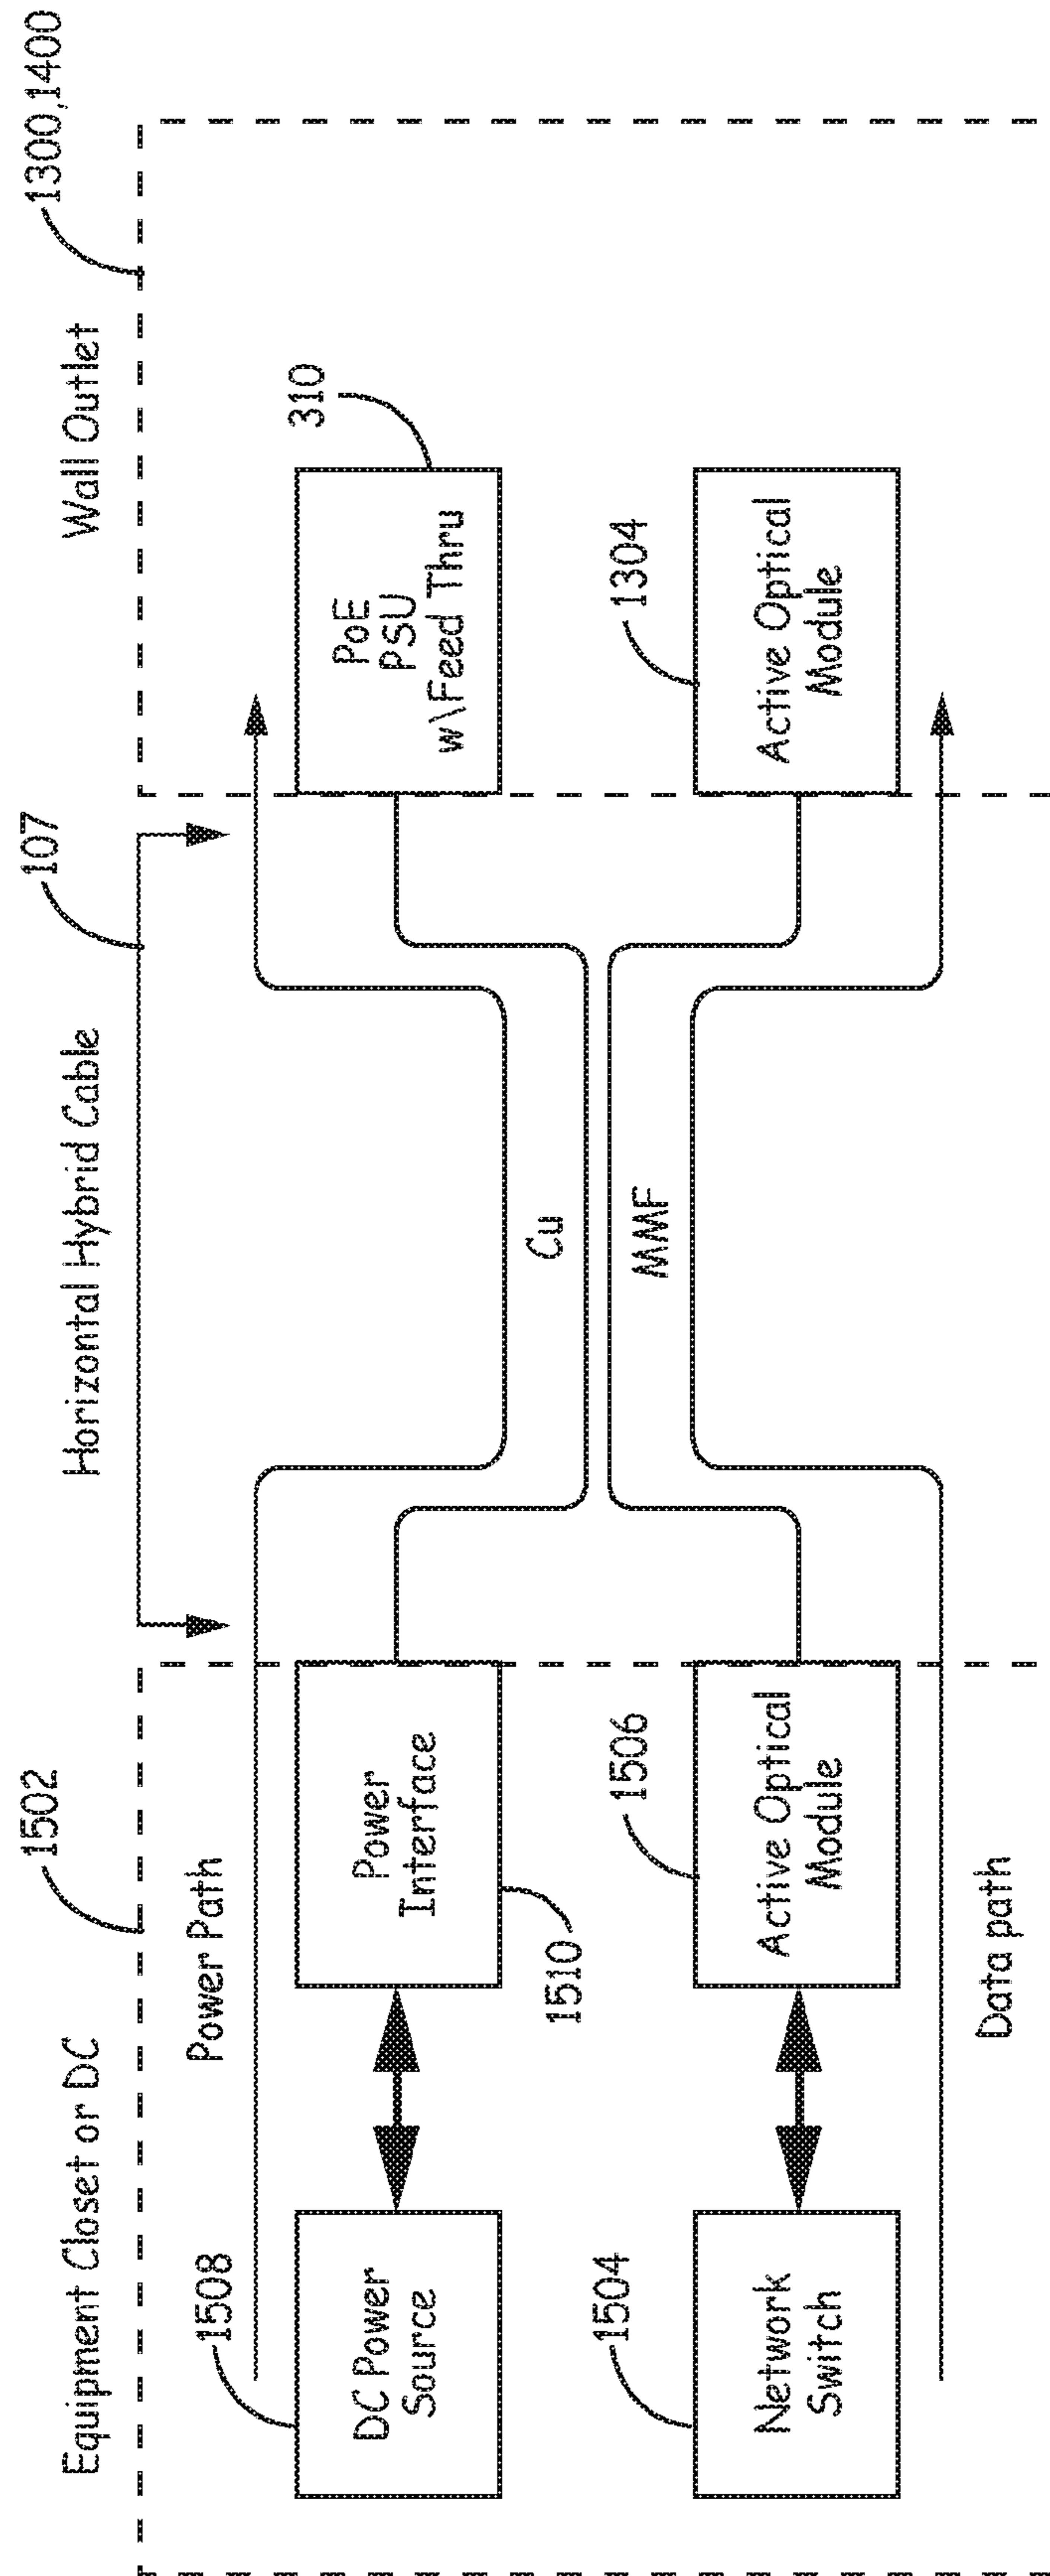 Equipment Closet or DC
1502
Horizontal Hybrid Cable
107
Wall Outlet
1300,1400
Power Path
1508
DC Power
Source
Power
Interface
1510
Cu
PoE
PSU
w\Feed Thru
310
1504
Network
Switch
1506
Active Optical
Module
MMF
1304
Active Optical
Module
Data path